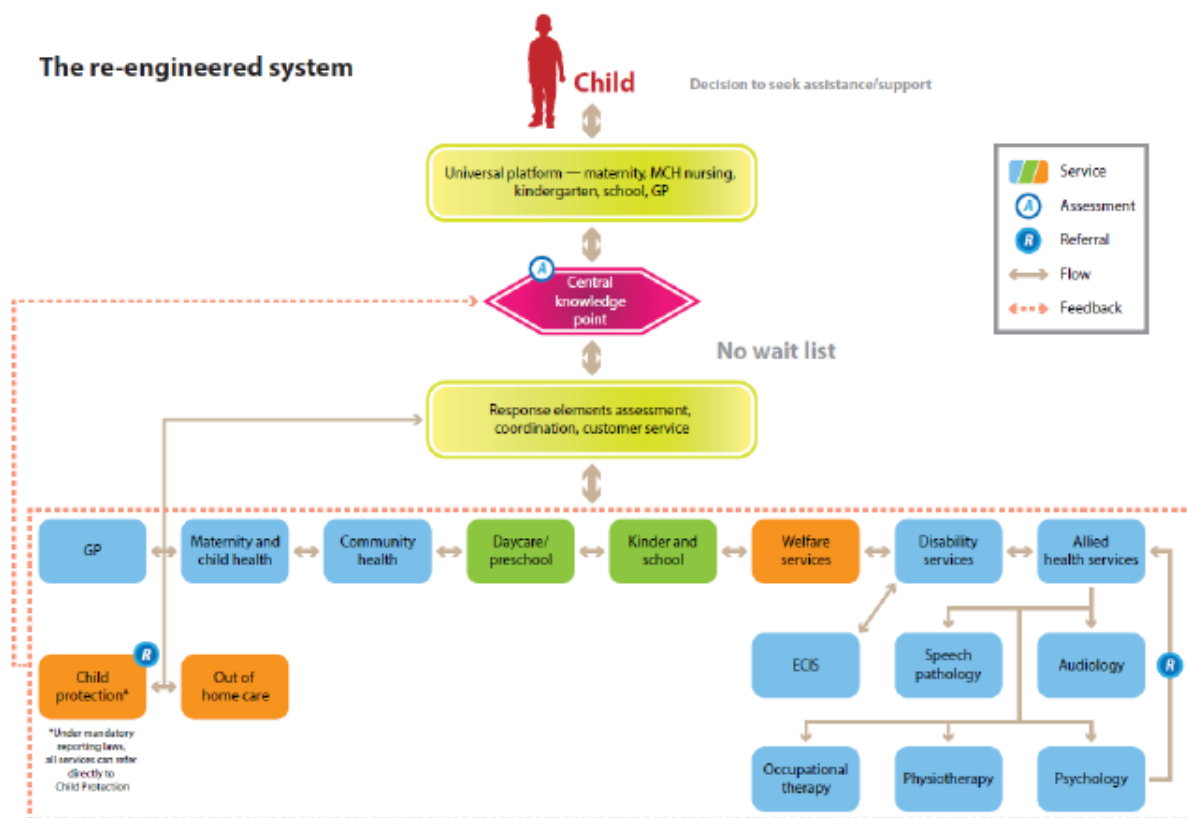 The re-engineered system
Child
Decision to seek assistance/support
Universal platform — maternity, MCH nursing,
kindergarten, school, GP
Service
A Assessment
R Referral
Flow
Feedback
A
Central
knowledge
point
No wait list
Response elements assessment,
coordination, customer service
GP
Maternity and
child health
Community
health
Daycare/
preschool
Kinder and
school
Welfare
services
Disability
services
Allied
health services
R
Child
protection*
Out of
home care
ECIS
Speech
pathology
Audiology
R
*Under mandatory
reporting laws,
all services can refer
directly to
Child Protection
Occupational
therapy
Physiotherapy
Psychology